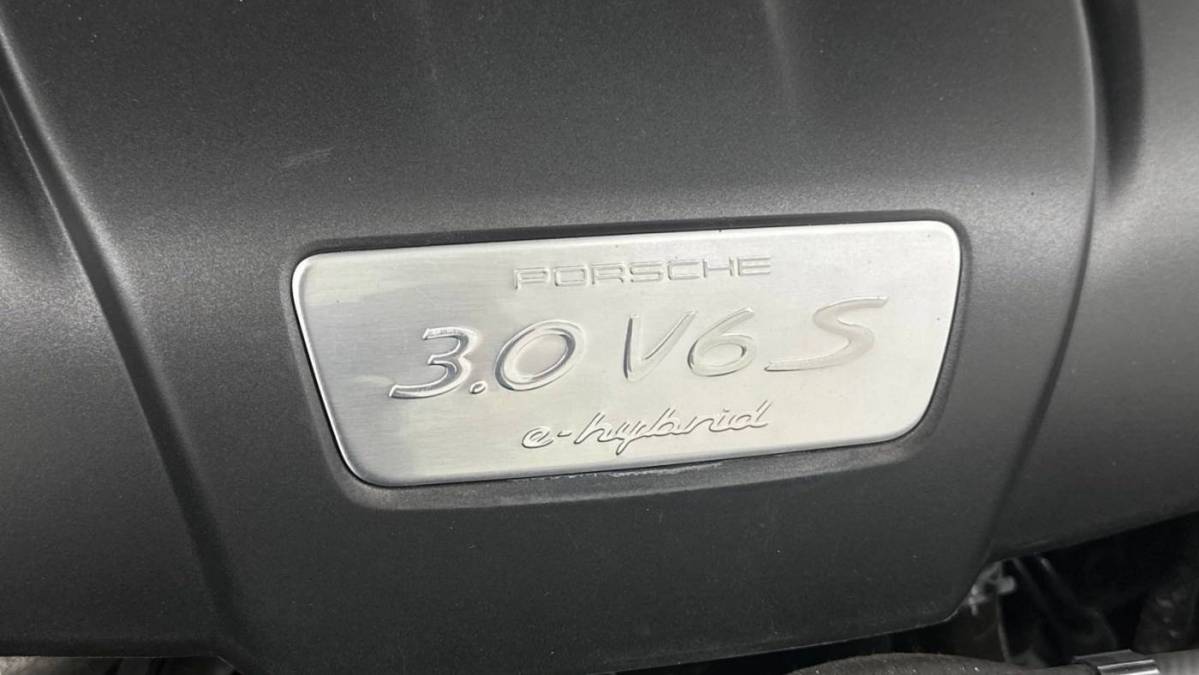 PORSCHE
3.0 V6 S
e-hybrid